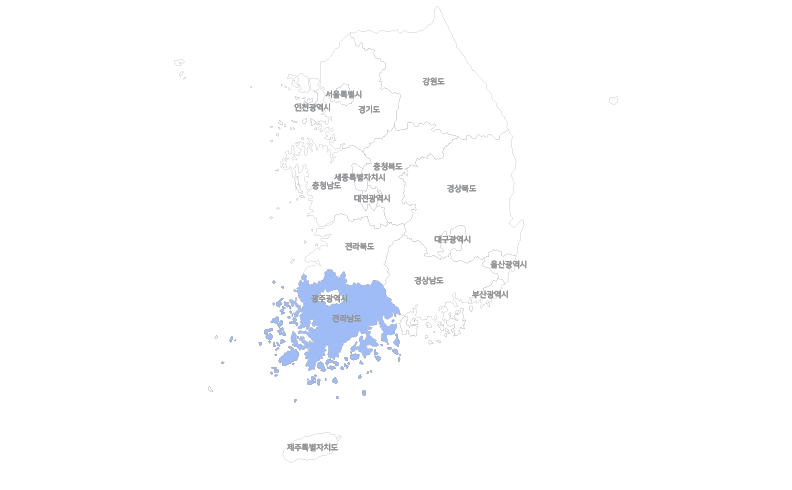 강원도
서울특별시
인천광역시
경기도
충청북도
세종특별자치시
충청남도
경상북도
대전광역시
대구광역시
전라북도
울산광역시
경상남도
부산광역시
광주광역시
전라남도
제주특별자치도